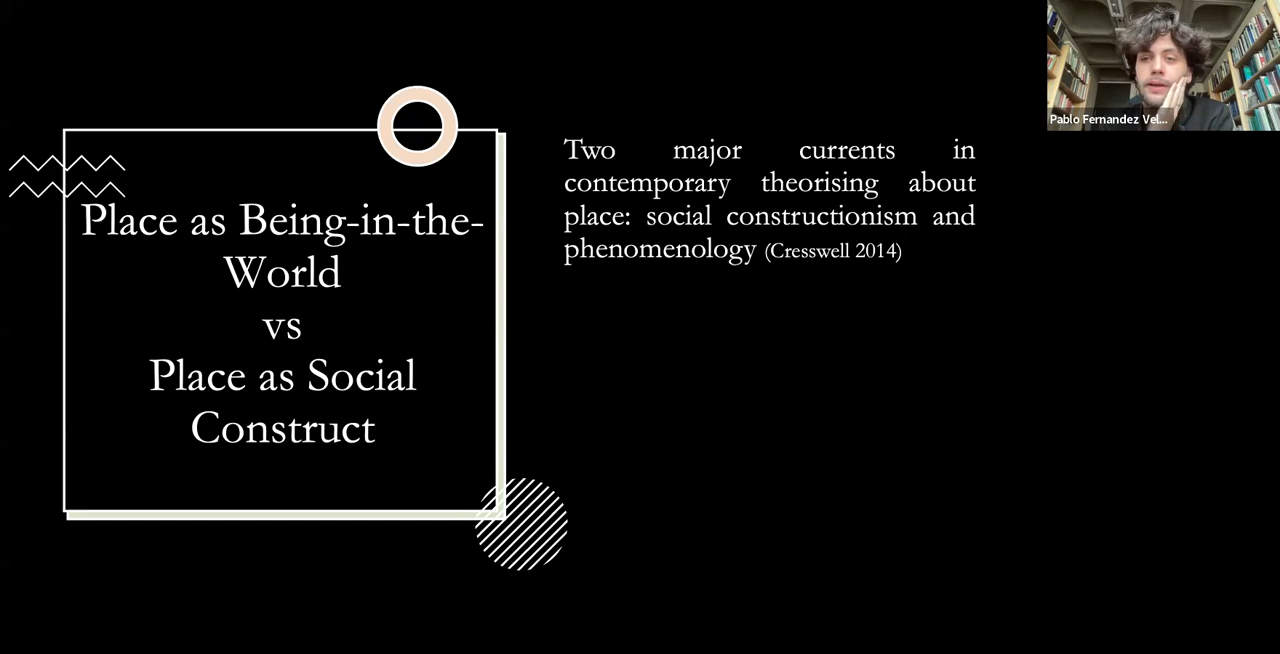 Place as Being-in-the-
World
vs
Place as Social
Construct
Two major currents in
contemporary theorising about
place: social constructionism and
phenomenology (Cresswell 2014)
Pablo Fernandez Vel...